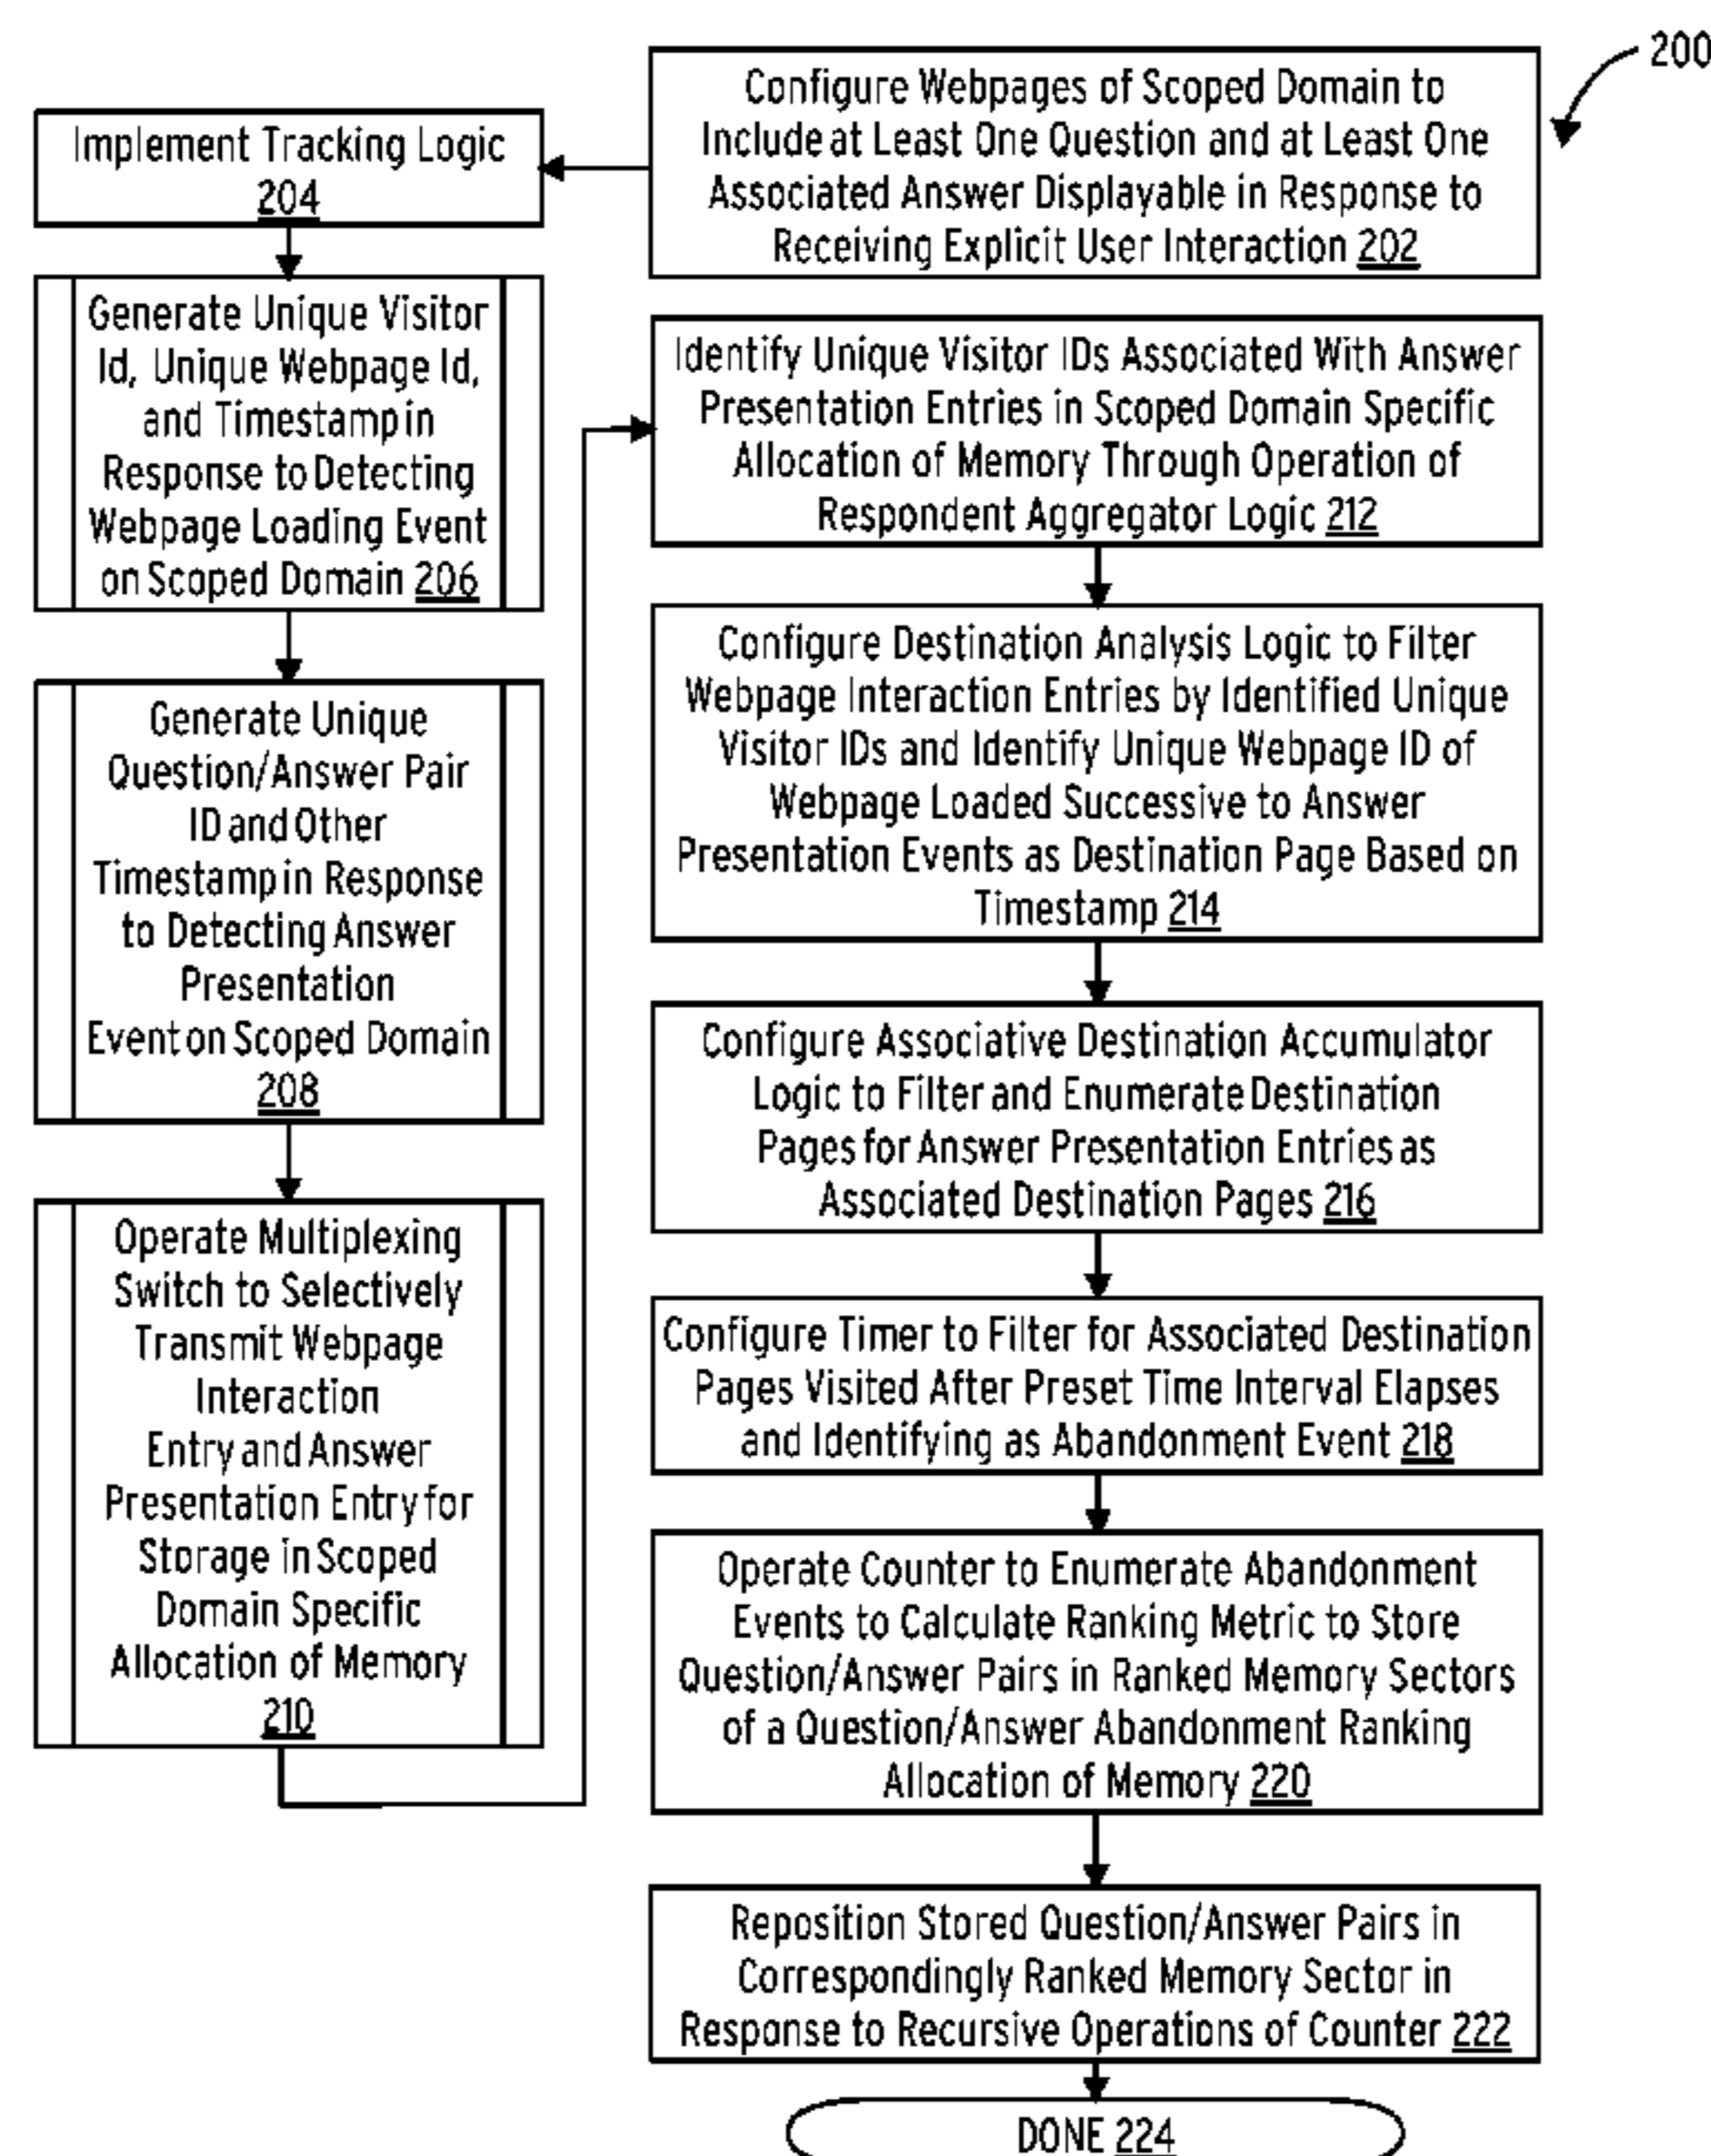 200
Configure Webpages of Scoped Domain to
Include at Least One Question and at Least One
Associated Answer Displayable in Response to
Receiving Explicit User Interaction 202
Implement Tracking Logic
204
Generate Unique Visitor
Id, Unique Webpage Id,
and Timestamp in
Response to Detecting
Webpage Loading Event
on Scoped Domain 206
Generate Unique
Question/Answer Pair
ID and Other
Timestamp in Response
to Detecting Answer
Presentation
Event on Scoped Domain
208
Operate Multiplexing
Switch to Selectively
Transmit Webpage
Interaction
Entry and Answer
Presentation Entry for
Storage in Scoped
Domain Specific
Allocation of Memory
210
Identify Unique Visitor IDs Associated With Answer
Presentation Entries in Scoped Domain Specific
Allocation of Memory Through Operation of
Respondent Aggregator Logic 212
Configure Destination Analysis Logic to Filter
Webpage Interaction Entries by Identified Unique
Visitor IDs and Identify Unique Webpage ID of
Webpage Loaded Successive to Answer
Presentation Events as Destination Page Based on
Timestamp 214
Configure Associative Destination Accumulator
Logic to Filter and Enumerate Destination
Pages for Answer Presentation Entries as
Associated Destination Pages 216
Configure Timer to Filter for Associated Destination
Pages Visited After Preset Time Interval Elapses
and Identifying as Abandonment Event 218
Operate Counter to Enumerate Abandonment
Events to Calculate Ranking Metric to Store
Question/Answer Pairs in Ranked Memory Sectors
of a Question/Answer Abandonment Ranking
Allocation of Memory 220
Reposition Stored Question/Answer Pairs in
Correspondingly Ranked Memory Sector in
Response to Recursive Operations of Counter 222
DONE 224